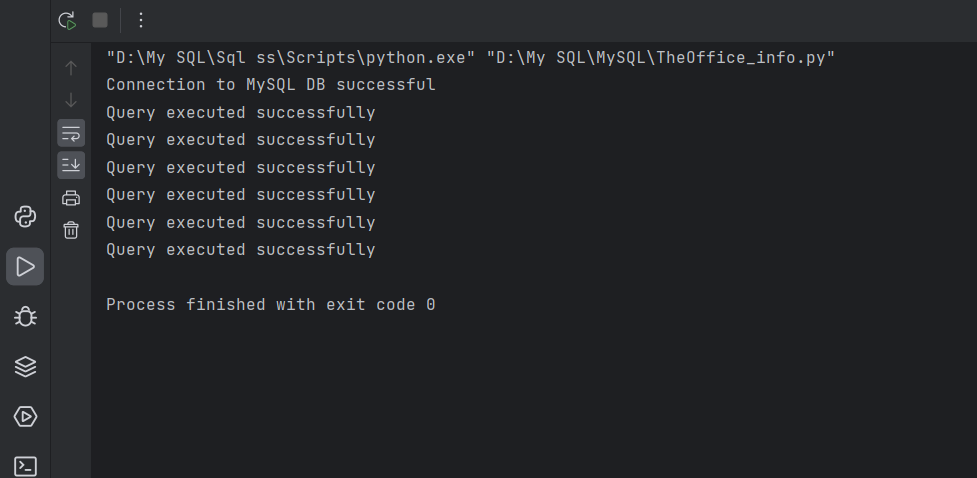 "D:\My SQL\Sql ss\Scripts\python.exe" "D:\My SQL\MySQL\TheOffice_info.py"
Connection to MySQL DB successful
Query executed successfully
Query executed successfully
Query executed successfully
Query executed successfully
Query executed successfully
Query executed successfully
Process finished with exit code 0